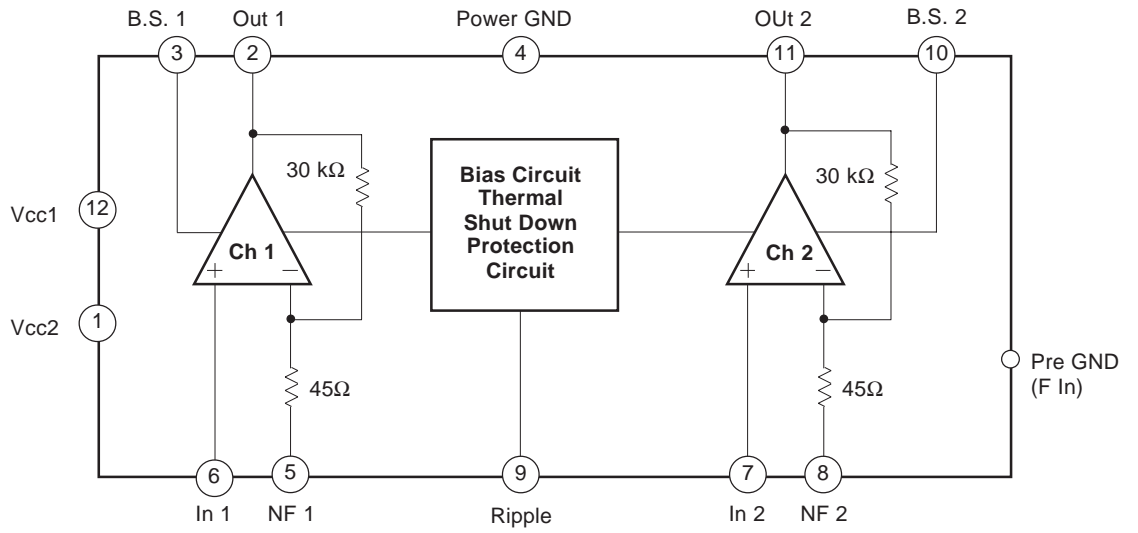 B.S. 1
Out 1
Power GND
OUt 2
B.S. 2
3
2
4
11
10
30 kΩ
Bias Circuit
Thermal
Shut Down
Protection
Circuit
30 kΩ
12
Vcc1
Ch 1
Ch 2
+
−
+
−
1
Vcc2
45Ω
45Ω
Pre GND
(F In)
6
5
9
7
8
In 1
NF 1
Ripple
In 2
NF 2